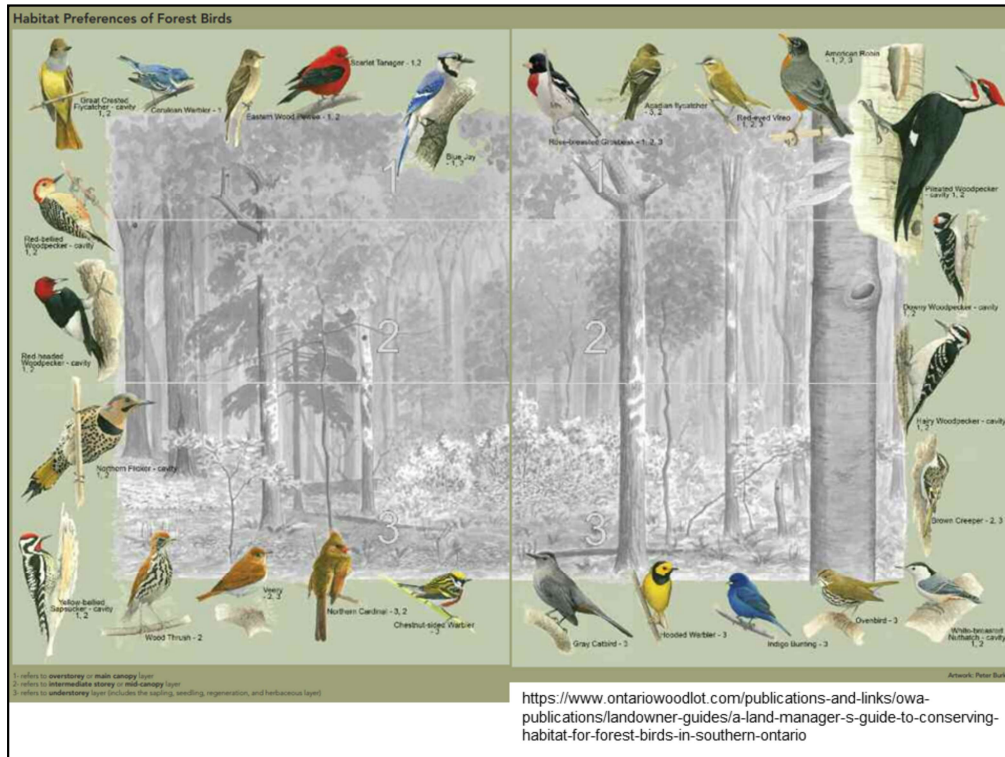 Habitat Preferences of Forest Birds
Great Crested
Flycatcher - cavity
1, 2
Cerulean Warbler - 1
Eastern Wood-Pewee - 1, 2
Scarlet Tanager - 1,2
Blue Jay
- 1, 2
Rose-breasted Grosbeak - 1, 2, 3
Acadian flycatcher
- 3, 2
Red-eyed Vireo
1, 2, 3
American Robin
- 1, 2, 3
Pileated Woodpecker
- cavity 1, 2
1
1
Red-bellied
Woodpecker - cavity
1, 2
Downy Woodpecker - cavity
1, 2
Red-headed
Woodpecker - cavity
1, 2
2
2
Hairy Woodpecker - cavity
1, 2
Northern Flicker - cavity
1, 2
Brown Creeper - 2, 3
3
3
Yellow-bellied
Sapsucker - cavity
1, 2
Wood Thrush - 2
Veery
- 2, 3
Northern Cardinal - 3, 2
Chestnut-sided Warbler
- 3
Gray Catbird - 3
Hooded Warbler - 3
Indigo Bunting - 3
Ovenbird - 3
White-breasted
Nuthatch - cavity
1, 2
1- refers to overstorey or main canopy layer
2- refers to intermediate storey or mid-canopy layer
3- refers to understorey layer (includes the sapling, seedling, regeneration, and herbaceous layer)
Artwork: Peter Burk
https://www.ontariowoodlot.com/publications-and-links/owa-
publications/landowner-guides/a-land-manager-s-guide-to-conserving-
habitat-for-forest-birds-in-southern-ontario